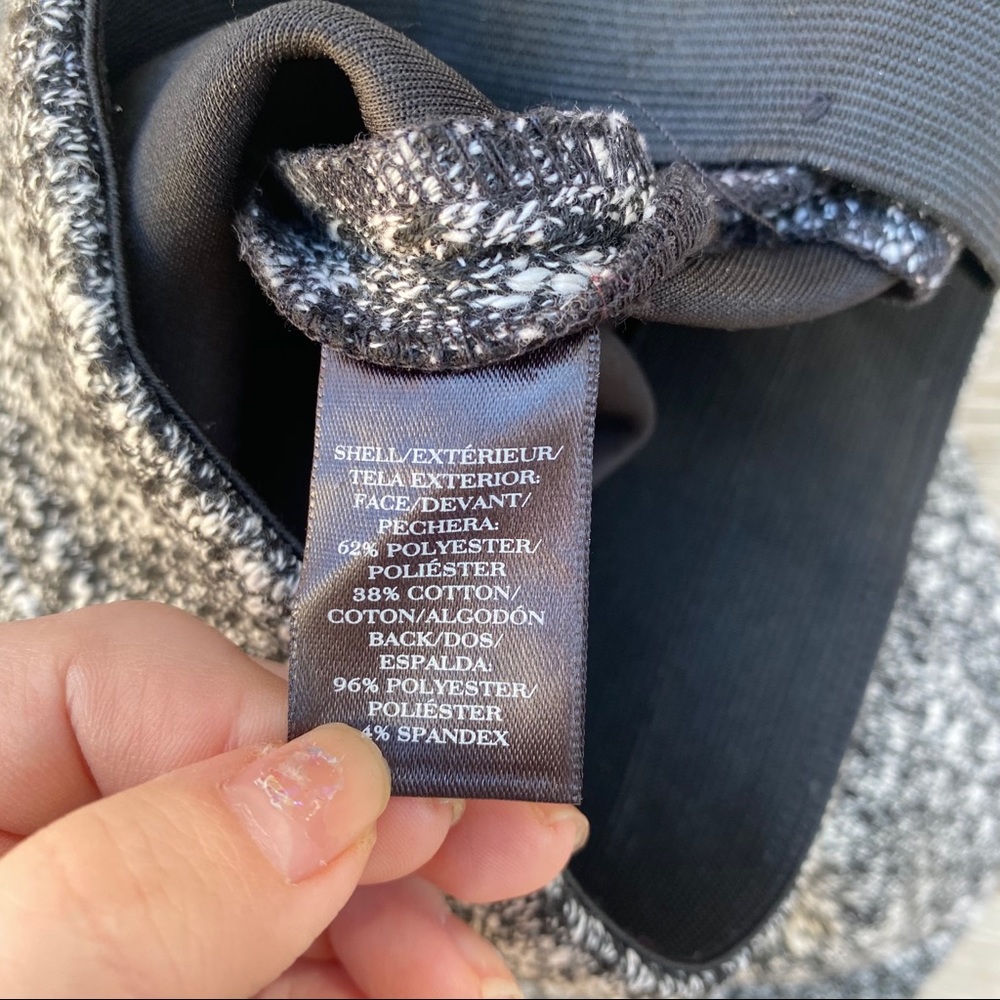 SHELL/EXTÉRIEUR/
TELA EXTERIOR:
FACE/DEVANT/
PECHERA:
62% POLYESTER/
POLIÉSTER
38% COTTON/
COTON/ALGODÓN
BACK/DOS/
ESPALDA:
96% POLYESTER/
POLIÉSTER
4% SPANDEX